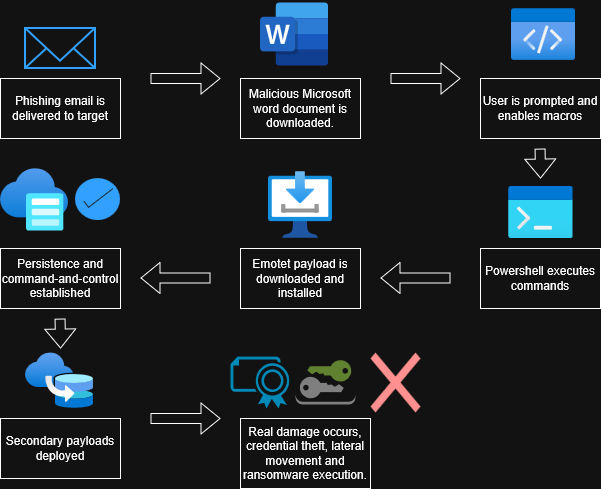 W
</>
Phishing email is
delivered to target
Malicious Microsoft
word document is
downloaded.
User is prompted and
enables macros
>_
Powershell executes
commands
Emotet payload is
downloaded and
installed
Persistence and
command-and-control
established
Secondary payloads
deployed
Real damage occurs,
credential theft, lateral
movement and
ransomware execution.